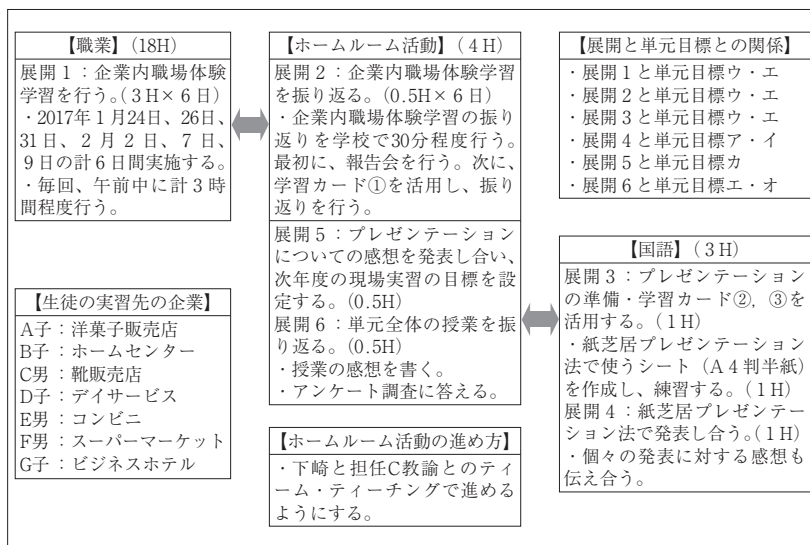 【職業】(18H)
展開1：企業内職場体験
学習を行う。(3H×6日)
・2017年1月24日、26日、
31日、2月2日、7日、
9日の計6日間実施する。
・毎回、午前中に計3時
間程度行う。
【生徒の実習先の企業】
A子：洋菓子販売店
B子：ホームセンター
C男：靴販売店
D子：デイサービス
E男：コンビニ
F男：スーパーマーケット
G子：ビジネスホテル
【ホームルーム活動】(4H)
展開2：企業内職場体験学習
を振り返る。(0.5H×6日)
・企業内職場体験学習の振り
返りを学校で30分程度行う。
最初に、報告会を行う。次に、
学習カード①を活用し、振り
返りを行う。
展開5：プレゼンテーション
についての感想を発表し合い、
次年度の現場実習の目標を設
定する。(0.5H)
展開6：単元全体の授業を振
り返る。(0.5H)
・授業の感想を書く。
・アンケート調査に答える。
【ホームルーム活動の進め方】
・下崎と担任C教諭とのティ
ーム・ティーチングで進める
ようにする。
【展開と単元目標との関係】
・展開1と単元目標ウ・エ
・展開2と単元目標ウ・エ
・展開3と単元目標ウ・エ
・展開4と単元目標ア・イ
・展開5と単元目標カ
・展開6と単元目標エ・オ
【国語】(3H)
展開3：プレゼンテーション
の準備・学習カード②，③を
活用する。(1H)
・紙芝居プレゼンテーション
法で使うシート（A4判半紙）
を作成し、練習する。(1H)
展開4：紙芝居プレゼンテー
ション法で発表し合う。(1H)
・個々の発表に対する感想も
伝え合う。